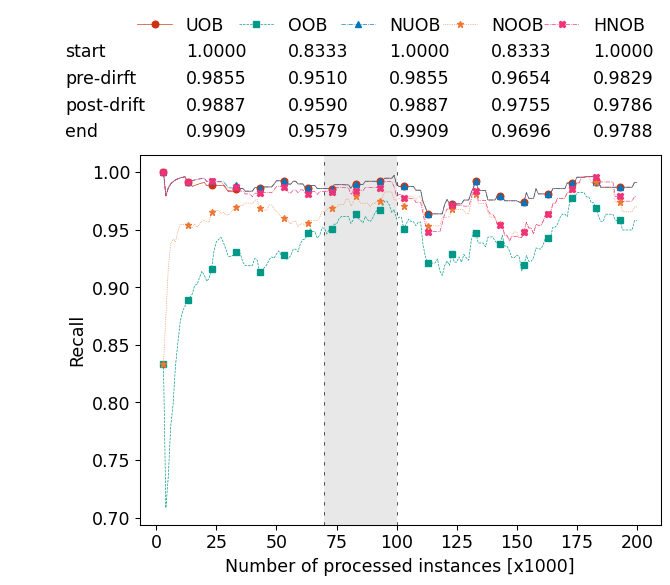 UOB OOB NUOB NOOB HNOB
start 1.0000 0.8333 1.0000 0.8333 1.0000
pre-dirft 0.9855 0.9510 0.9855 0.9654 0.9829
post-drift 0.9887 0.9590 0.9887 0.9755 0.9786
end 0.9909 0.9579 0.9909 0.9696 0.9788
1.00
0.95
0.90
0.85
0.80
0.75
0.70
Recall
0 25 50 75 100 125 150 175 200
Number of processed instances [x1000]